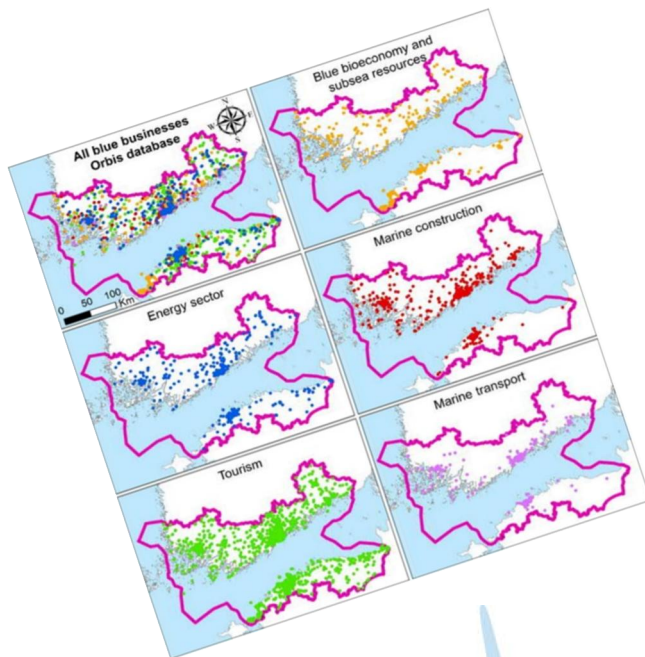 All blue businesses
Orbis database
N
W
E
S
0 50 100
Km
Blue bioeconomy and
subsea resources
Energy sector
Marine construction
Tourism
Marine transport